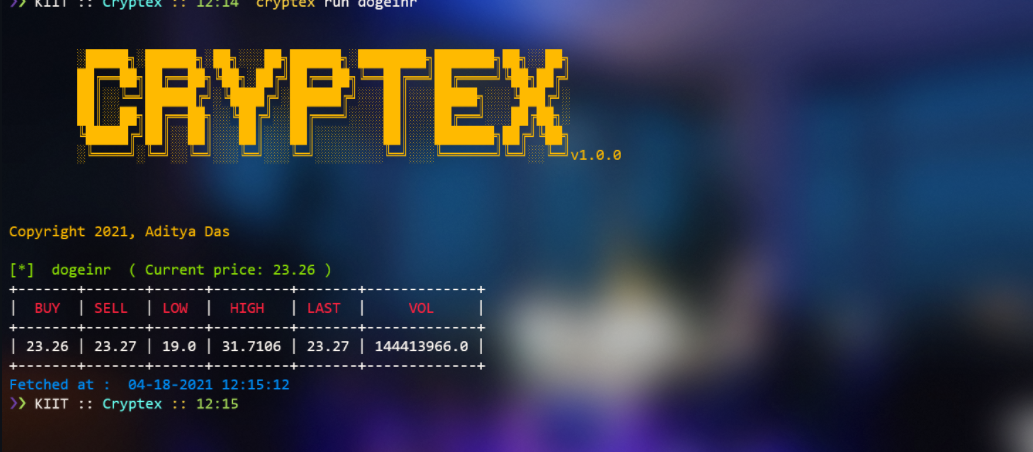 ❯❯ KIIT :: Cryptex :: 12:14 cryptex run dogeinr
CRYPTEX
v1.0.0
Copyright 2021, Aditya Das
[*] dogeinr ( Current price: 23.26 )
+-------+-------+------+---------+-------+-------------+
| BUY | SELL | LOW | HIGH | LAST | VOL |
+-------+-------+------+---------+-------+-------------+
| 23.26 | 23.27 | 19.0 | 31.7106 | 23.27 | 144413966.0 |
+-------+-------+------+---------+-------+-------------+
Fetched at : 04-18-2021 12:15:12
❯❯ KIIT :: Cryptex :: 12:15